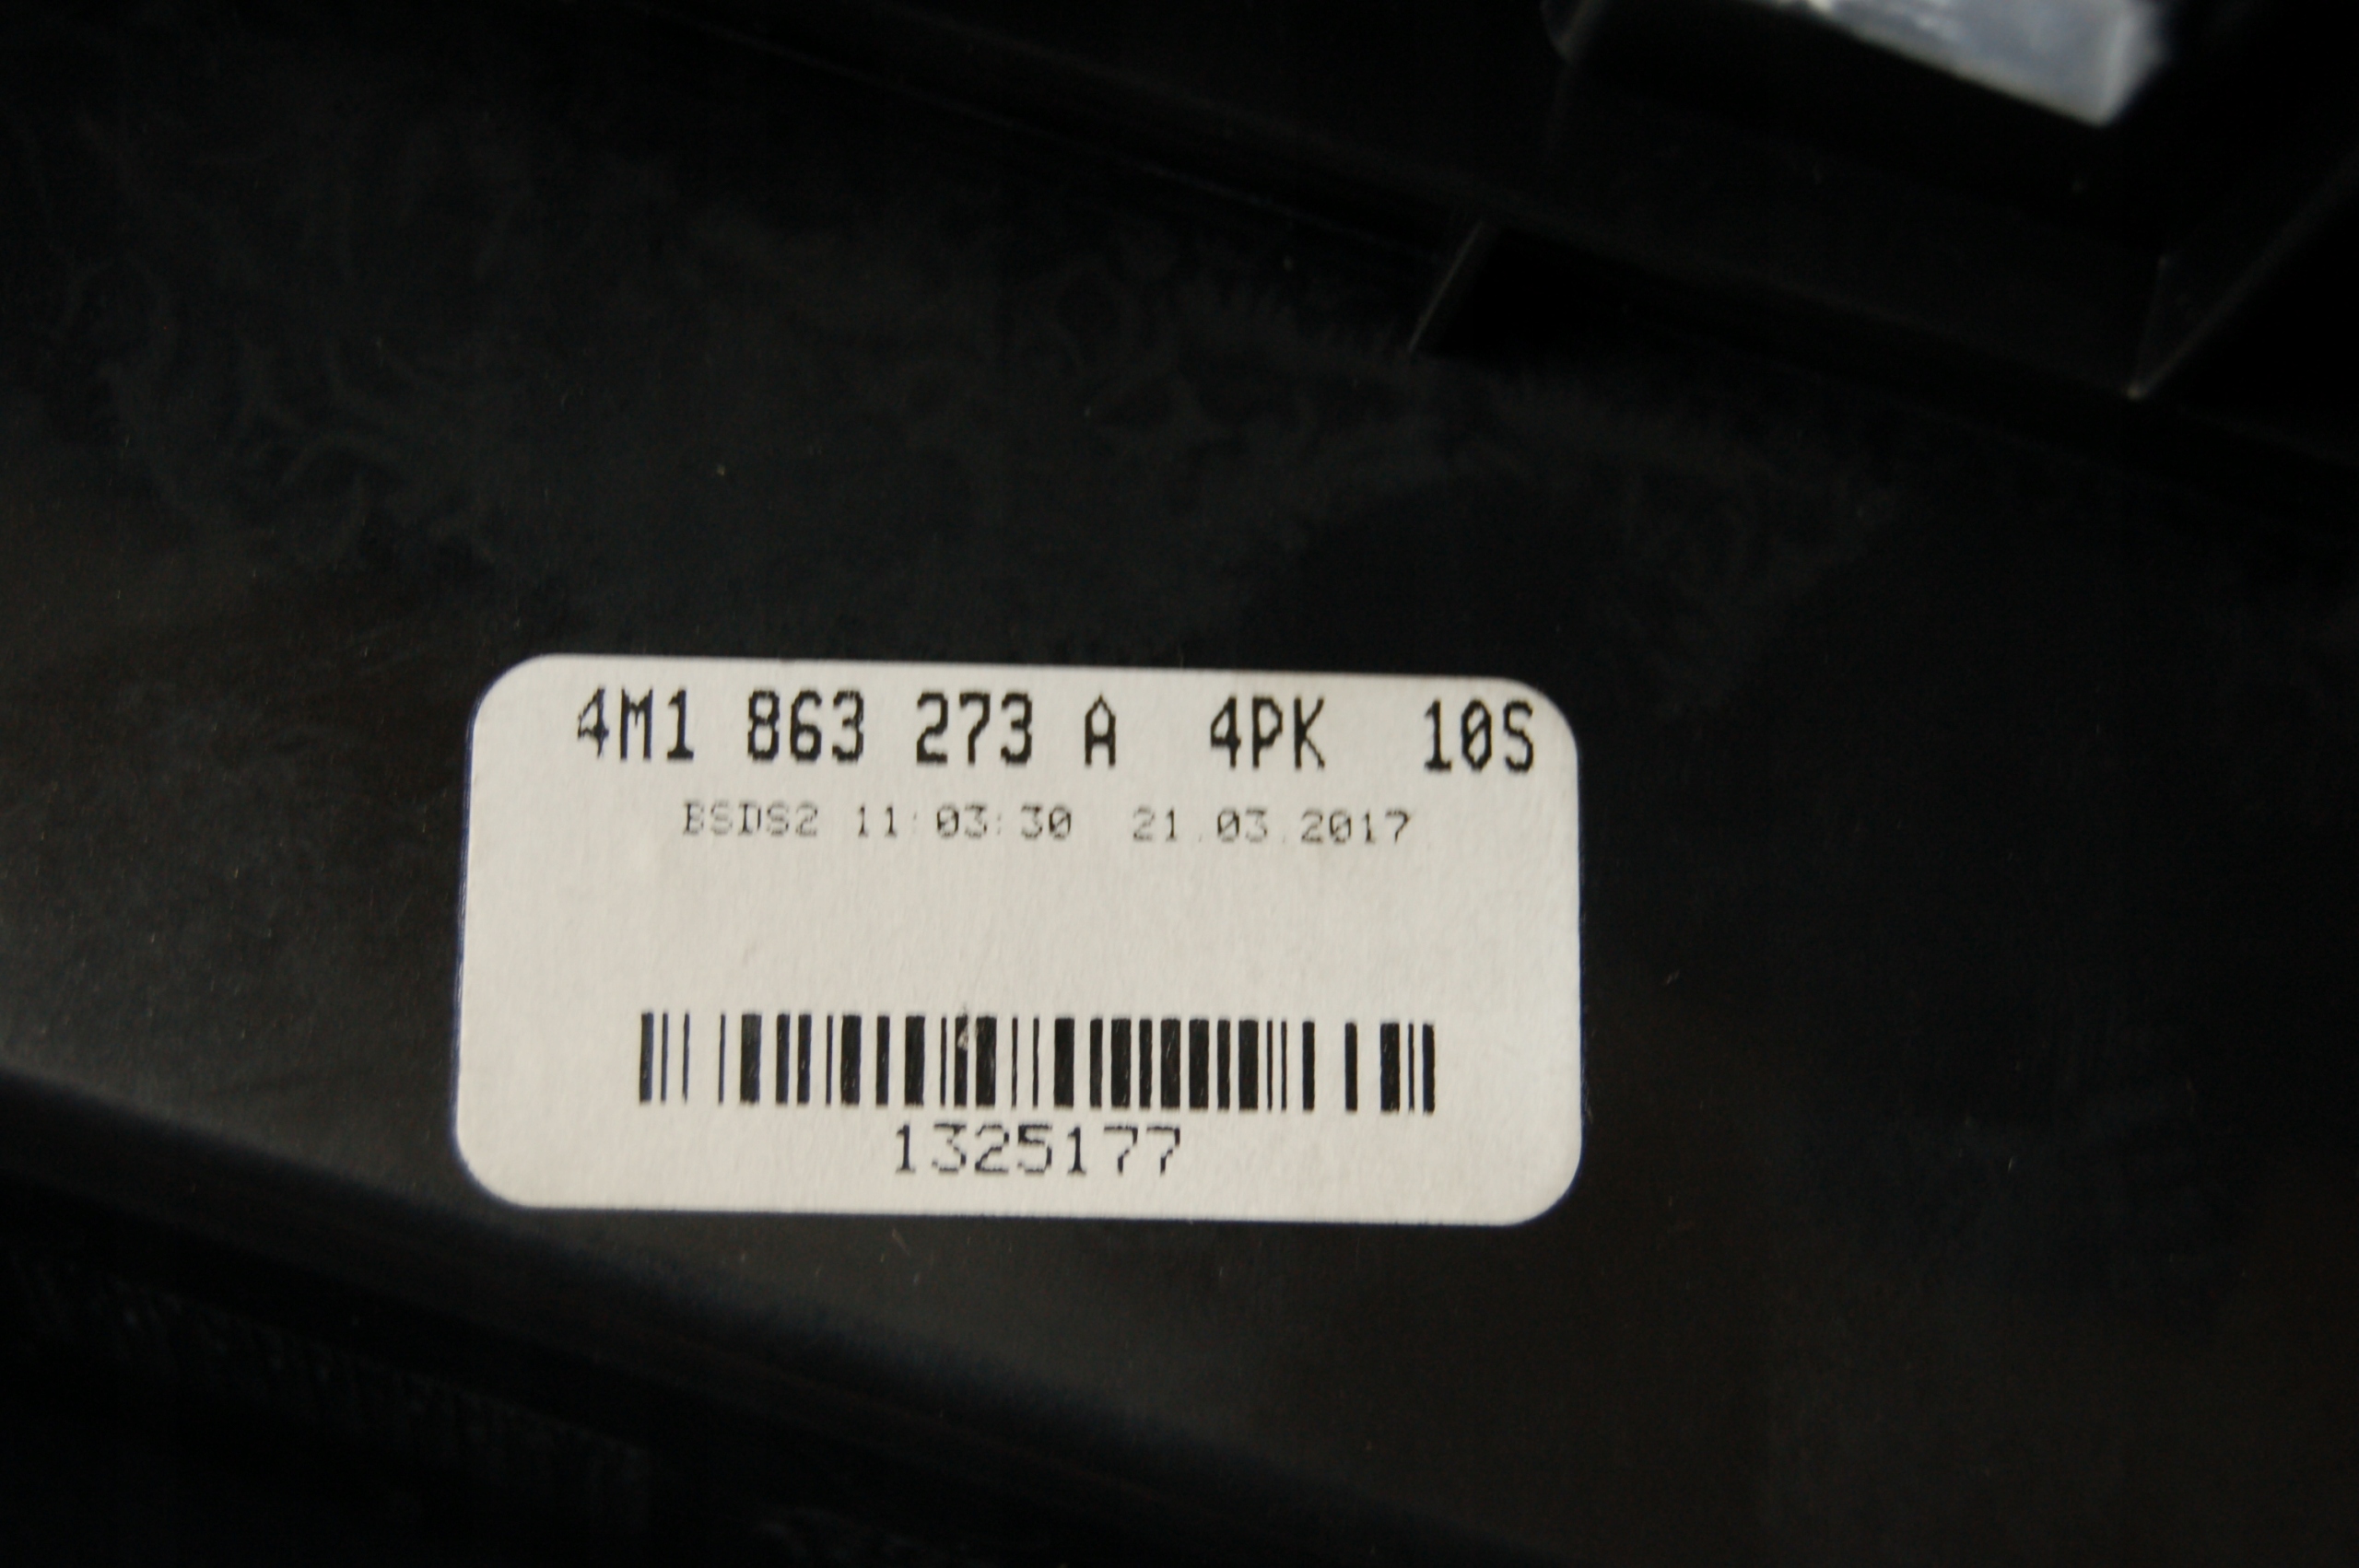 4M1 863 273 A 4PK 10S
BSDS2 11:03:30 21.03.2017
1325177